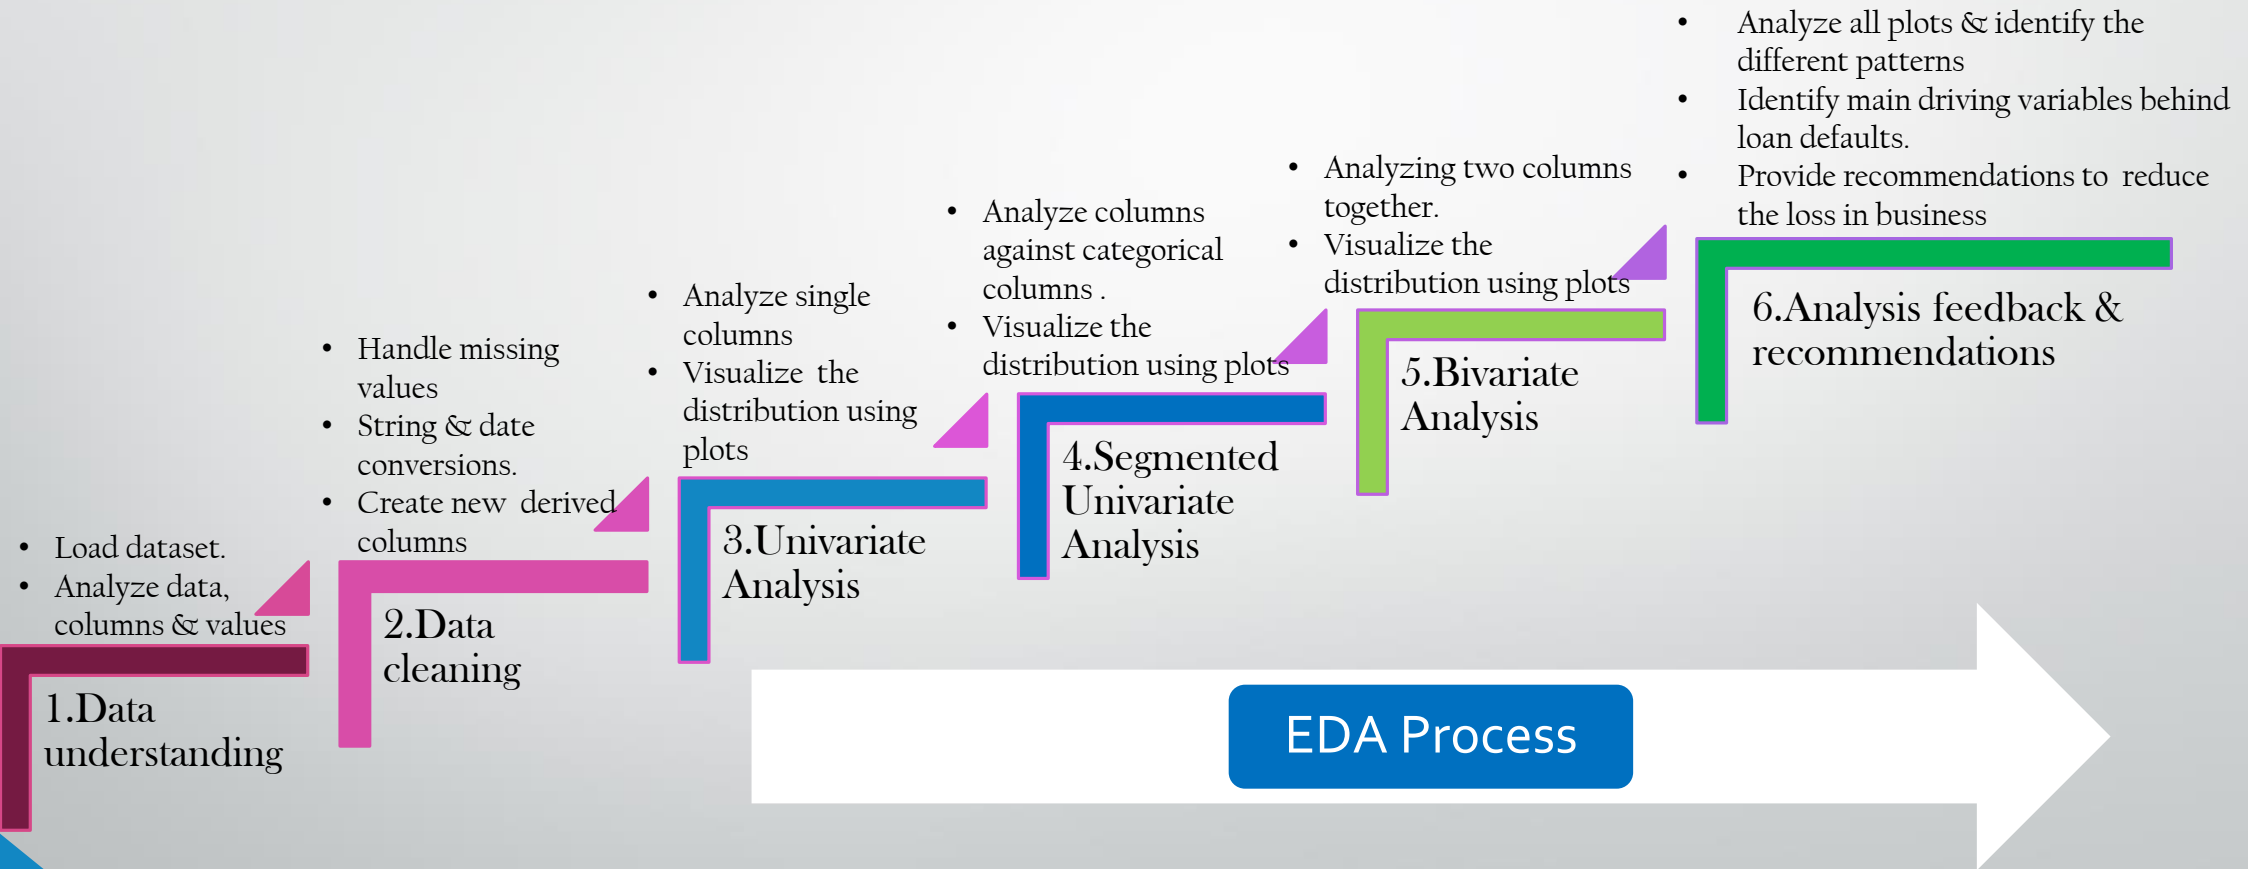 • Load dataset.
• Analyze data,
columns & values
1.Data
understanding
• Handle missing
values
• String & date
conversions.
• Create new derived
columns
2.Data
cleaning
• Analyze single
columns
• Visualize the
distribution using
plots
3.Univariate
Analysis
• Analyze columns
against categorical
columns .
• Visualize the
distribution using plots
4.Segmented
Univariate
Analysis
• Analyzing two columns
together.
• Visualize the
distribution using plots
5.Bivariate
Analysis
• Analyze all plots & identify the
different patterns
• Identify main driving variables behind
loan defaults.
• Provide recommendations to reduce
the loss in business
6.Analysis feedback &
recommendations
EDA Process